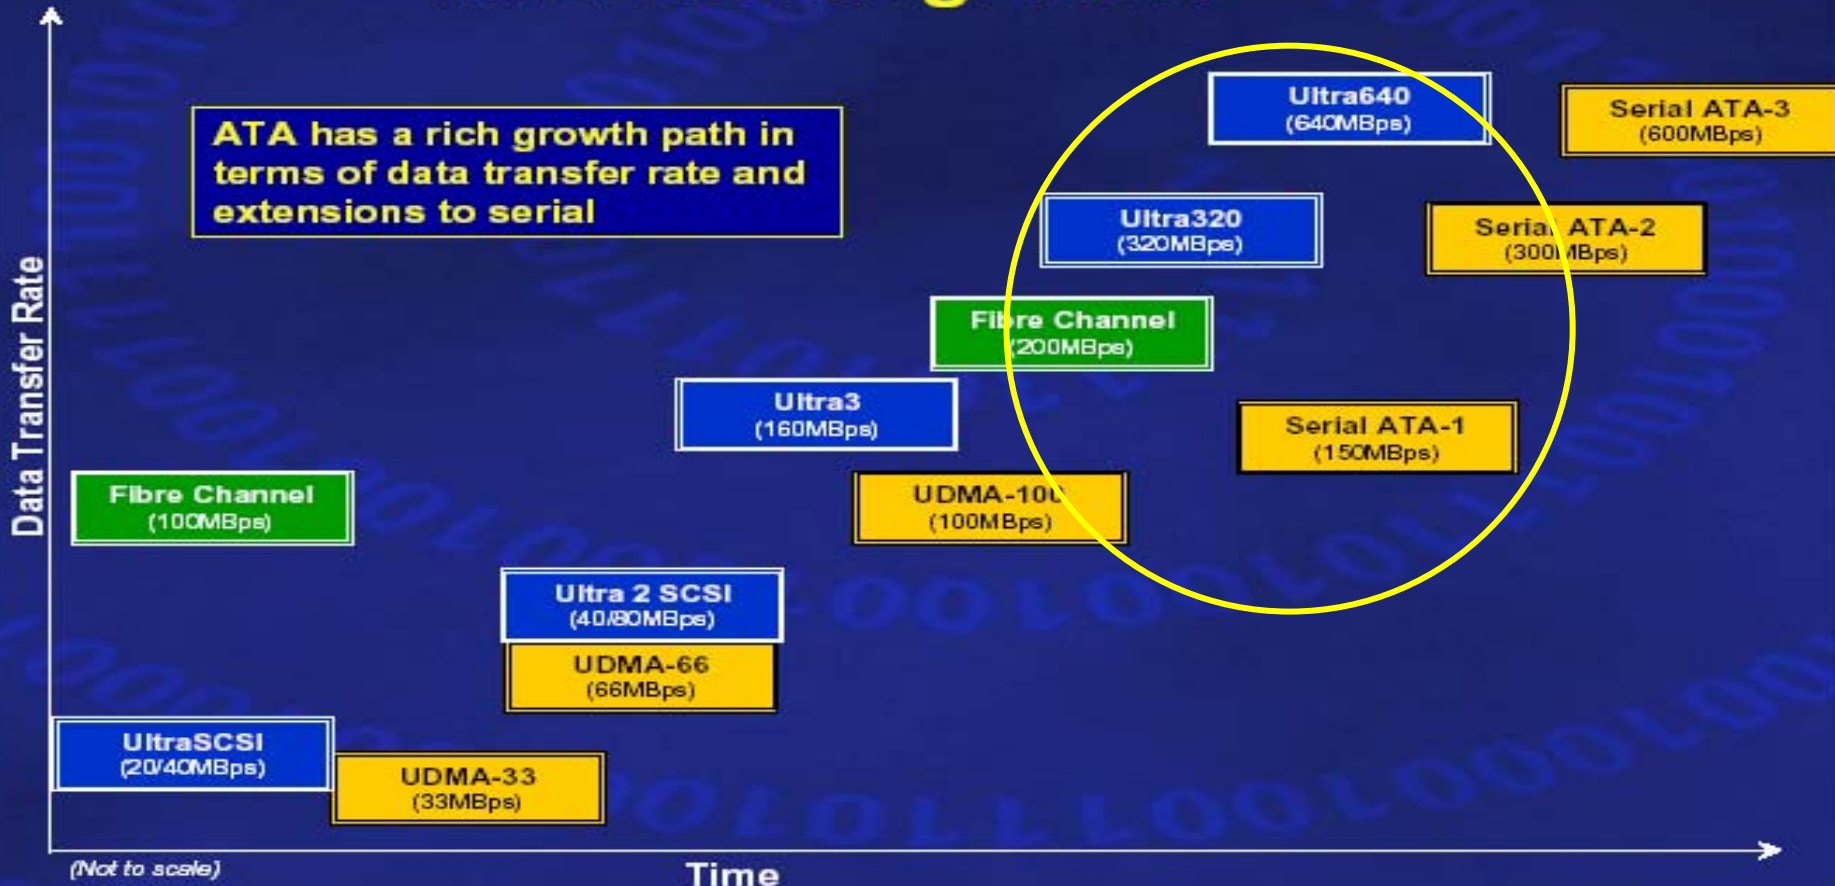 ATA has a rich growth path in
terms of data transfer rate and
extensions to serial
Ultra640
(640MBps)
Serial ATA-3
(600MBps)
Ultra320
(320MBps)
Serial ATA-2
(300MBps)
Fibre Channel
(200MBps)
Ultra3
(160MBps)
Serial ATA-1
(150MBps)
Fibre Channel
(100MBps)
UDMA-100
(100MBps)
Ultra 2 SCSI
(40/80MBps)
UDMA-66
(66MBps)
UltraSCSI
(20/40MBps)
UDMA-33
(33MBps)
Data Transfer Rate
(Not to scale)
Time